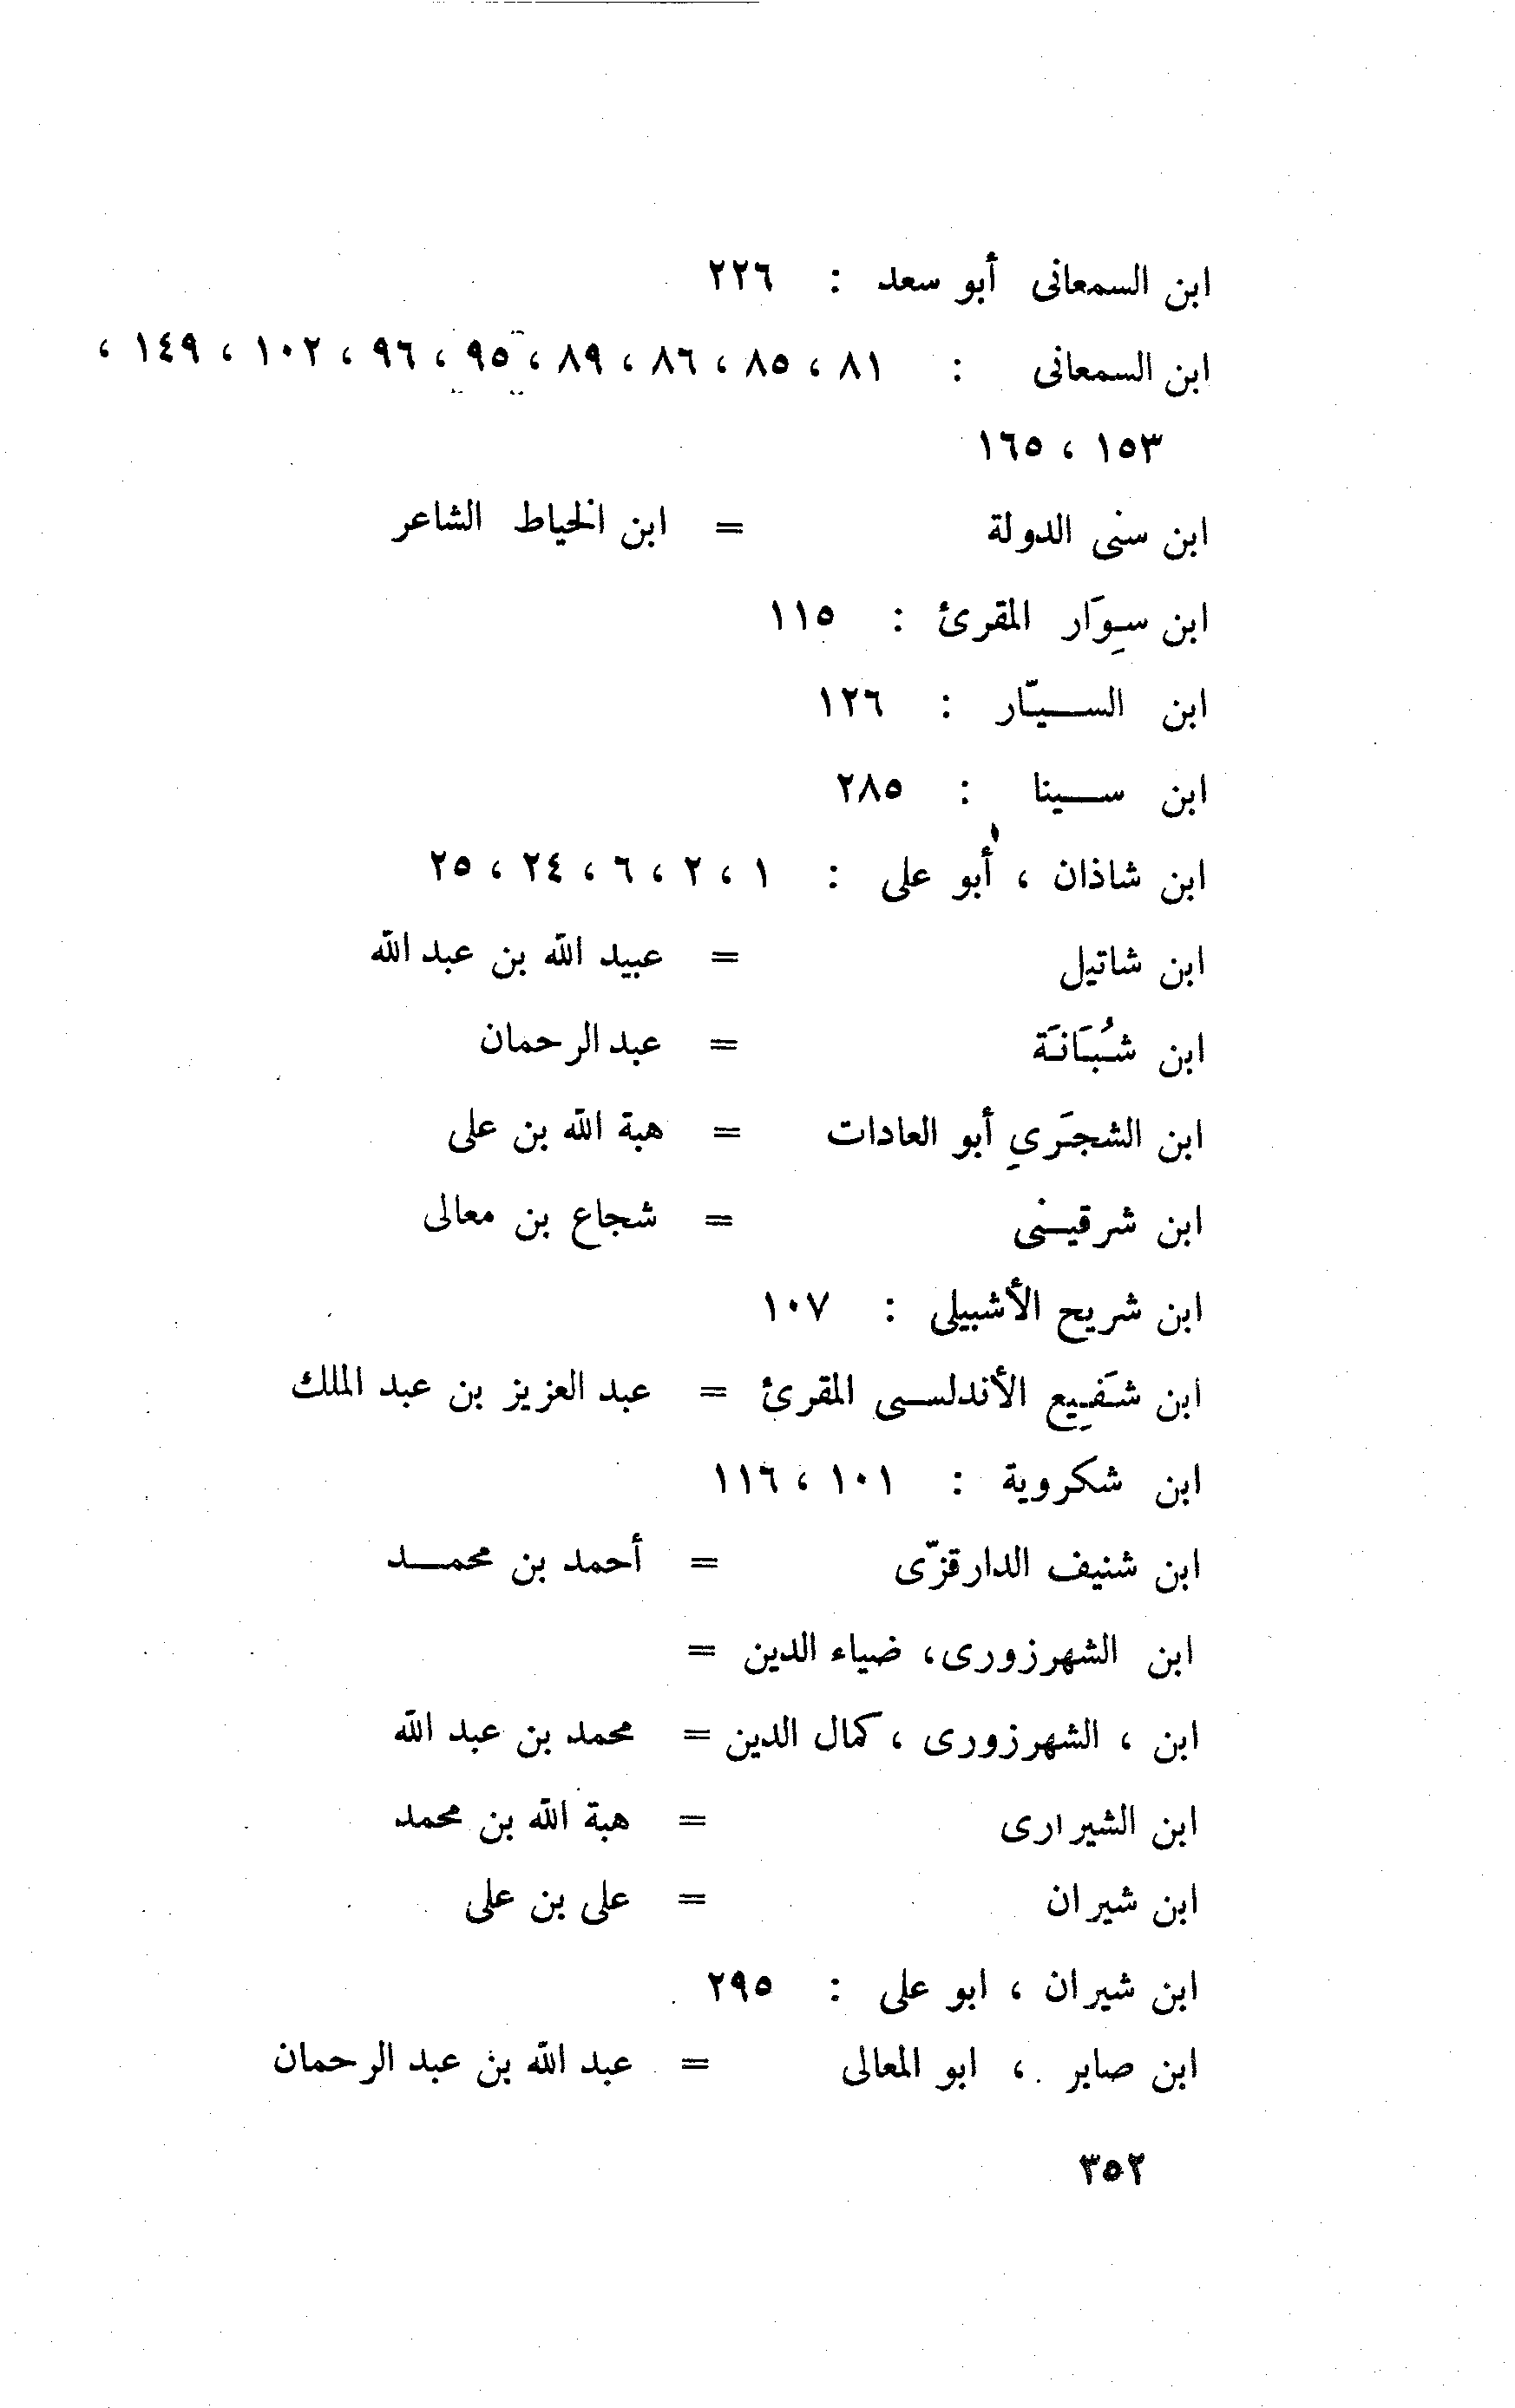 ابن السمعانى أبو سعد : ٢٢٦
ابن السمعانى : ٨١ ، ٨٥ ، ٨٦ ، ٨٩ ، ٩٥ ، ٩٦ ، ١٠٢ ، ١٤٩ ،
١٥٣ ، ١٦٥
ابن سنى الدولة = ابن الخياط الشاعر
ابن سِوَار المقرئ : ١١٥
ابن السيّار : ١٢٦
ابن سينا : ٢٨٥
ابن شاذان ، أبو على : ١ ، ٢ ، ٦ ، ٢٤ ، ٢٥
ابن شاتيل = عبيد الله بن عبد الله
ابن شُبَانَة = عبد الرحمان
ابن الشجَري أبو العادات = هبة الله بن على
ابن شرقينى = شجاع بن معالى
ابن شريح الأشبيلى : ١٠٧
ابن شَفِيع الأندلسى المقرئ = عبد العزيز بن عبد الملك
ابن شكروية : ١٠١ ، ١١٦
ابن شنيف الدارقزّى = أحمد بن محمد
ابن الشهرزورى، ضياء الدين =
ابن ، الشهرزورى ، كمال الدين = محمد بن عبد الله
ابن الشيرارى = هبة الله بن محمد
ابن شيران = على بن على
ابن شيران ، ابو على : ٢٩٥
ابن صابر ، ابو المعالى = عبد الله بن عبد الرحمان
٣٥٢